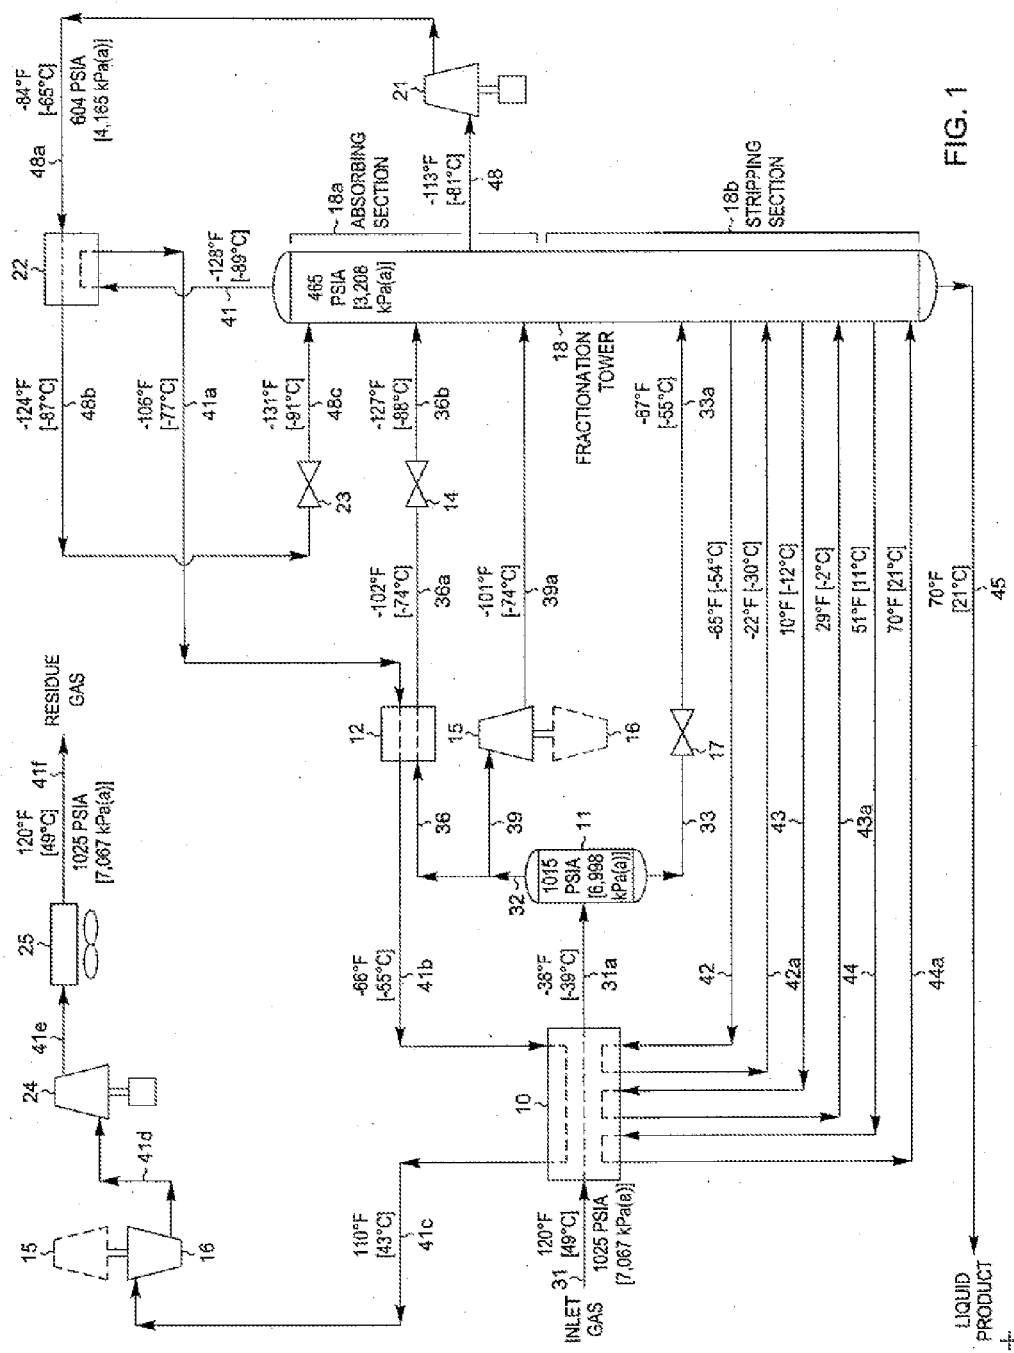 15
16
41d
24
41e
25
120°F
[49°C]
41f
1025 PSIA
[7,067 kPa(a)]
RESIDUE
GAS
-124°F
[-87°C]
48b
22
48a
-84°F
[-65°C]
604 PSIA
[4,165 kPa(a)]
-106°F
[-77°C]
41a
-128°F
[-89°C]
41
-131°F
[-91°C]
48c
23
110°F
[43°C]
41c
-66°F
[-55°C]
41b
12
36
-102°F
[-74°C]
36a
14
-127°F
[-88°C]
36b
465
PSIA
[3,208
kPa(a)]
18a
ABSORBING
SECTION
21
-113°F
[-81°C]
48
15
39
16
-101°F
[-74°C]
39a
INLET
GAS
31
120°F
[49°C]
1025 PSIA
[7,067 kPa(a)]
10
-38°F
[-39°C]
31a
32
1015
PSIA
[6,998
kPa(a)]
11
33
17
-67°F
[-55°C]
33a
18
FRACTIONATION
TOWER
18b
STRIPPING
SECTION
42
-65°F [-54°C]
42a
-22°F [-30°C]
43
10°F [-12°C]
43a
29°F [-2°C]
44
51°F [11°C]
44a
70°F [21°C]
70°F
[21°C]
45
LIQUID
PRODUCT
FIG. 1